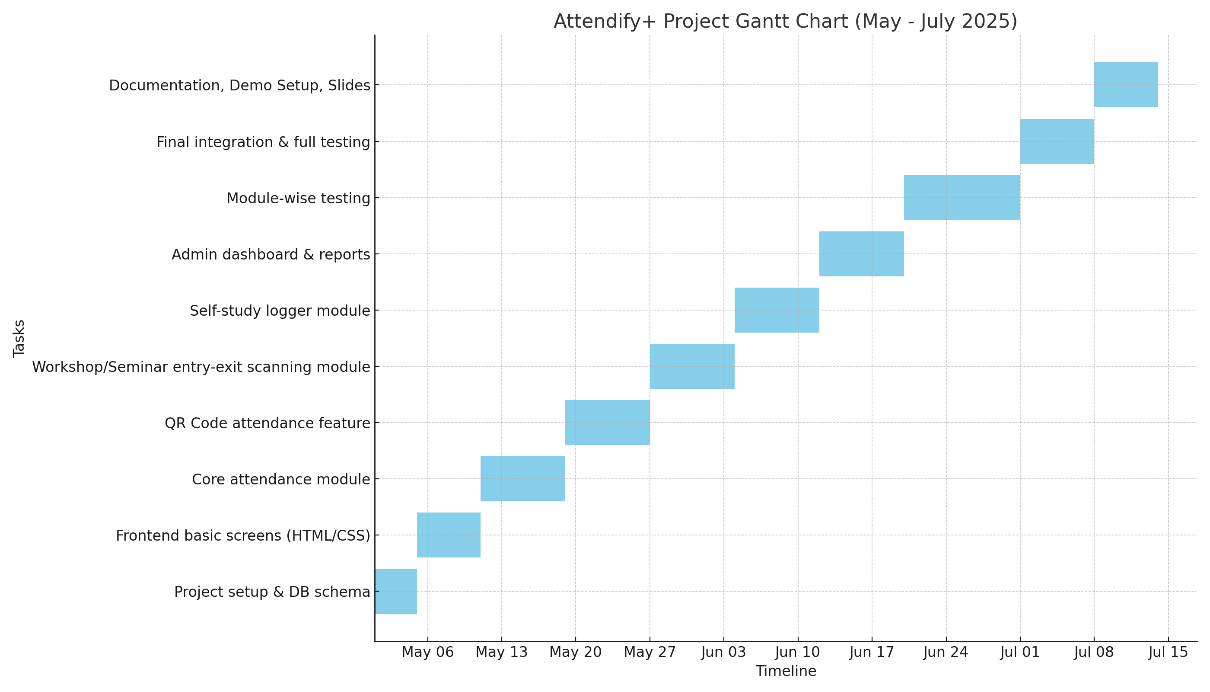 Attendify+ Project Gantt Chart (May - July 2025)
Documentation, Demo Setup, Slides
Final integration & full testing
Module-wise testing
Admin dashboard & reports
Self-study logger module
Workshop/Seminar entry-exit scanning module
QR Code attendance feature
Core attendance module
Frontend basic screens (HTML/CSS)
Project setup & DB schema
Tasks
May 06 May 13 May 20 May 27 Jun 03 Jun 10 Jun 17 Jun 24 Jul 01 Jul 08 Jul 15
Timeline